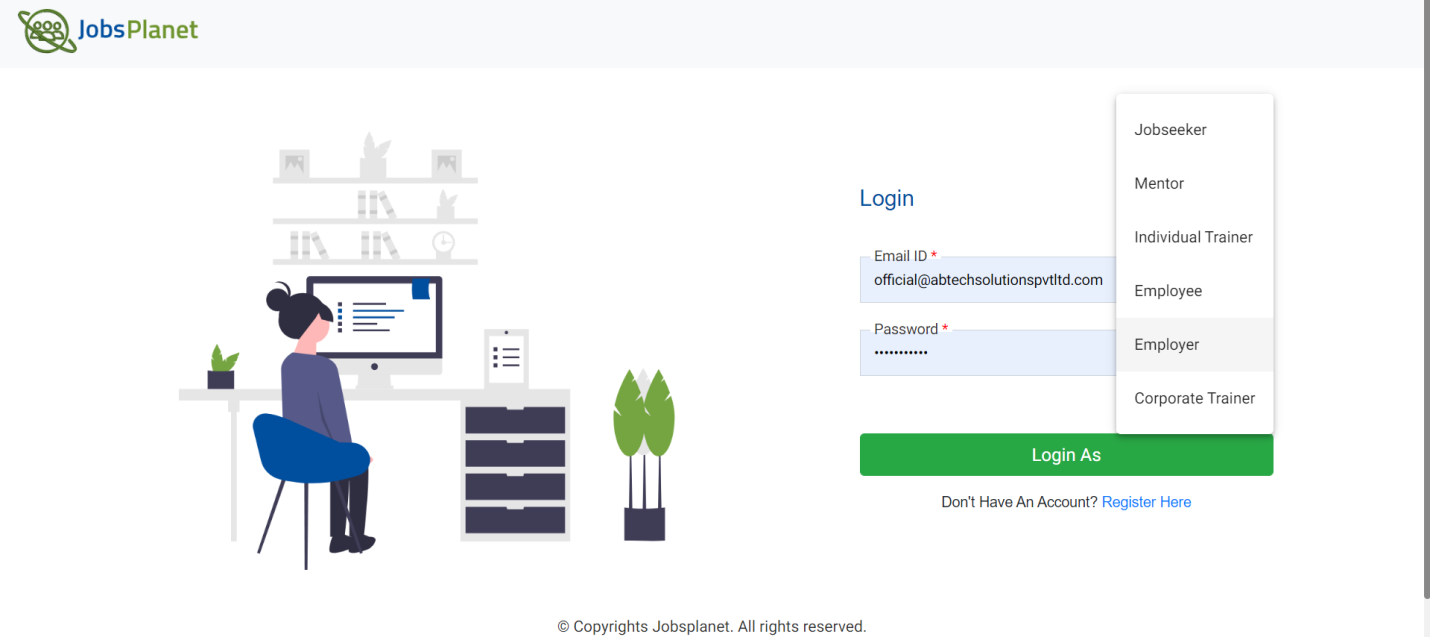 JobsPlanet
Login
Email ID *
official@abtechsolutionspvtltd.com
Password *
•••••••••••
Jobseeker
Mentor
Individual Trainer
Employee
Employer
Corporate Trainer
Login As
Don't Have An Account? Register Here
© Copyrights Jobsplanet. All rights reserved.